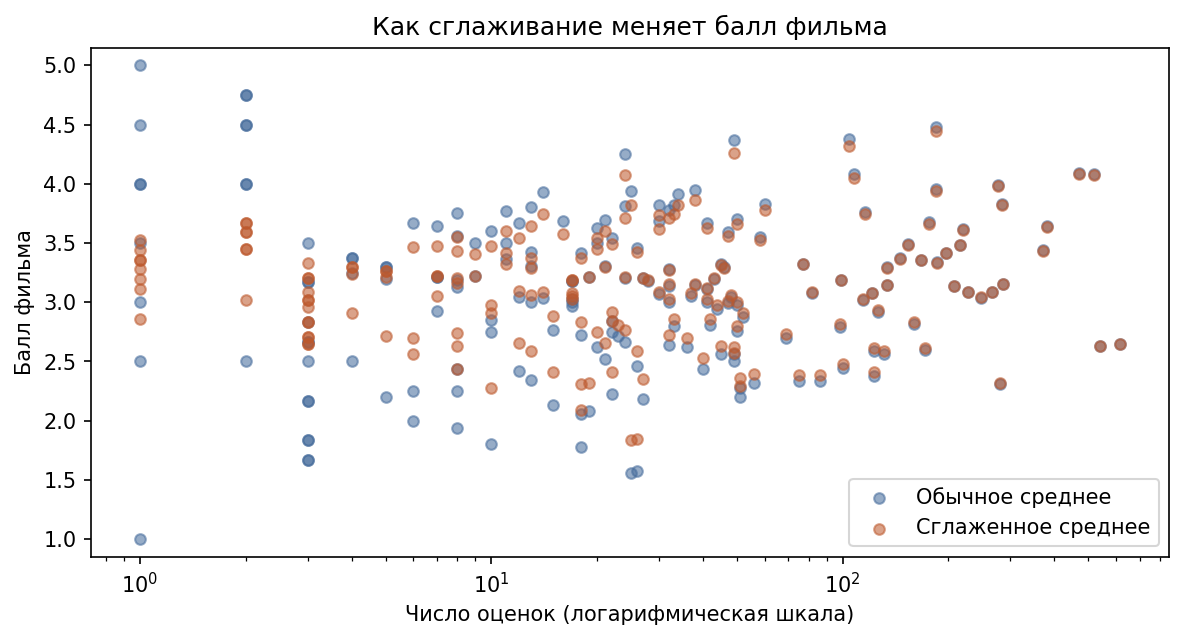 Как сглаживание меняет балл фильма
Балл фильма
5.0
4.5
4.0
3.5
3.0
2.5
2.0
1.5
1.0
Обычное среднее
Сглаженное среднее
10⁰ 10¹ 10²
Число оценок (логарифмическая шкала)